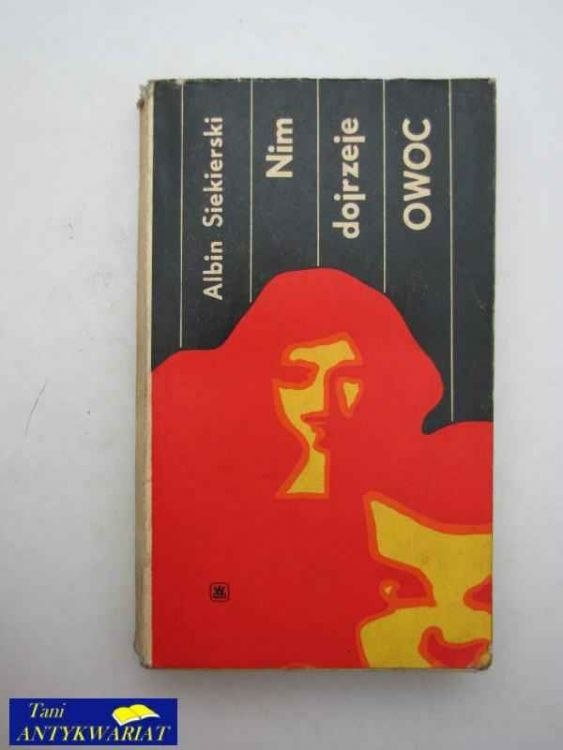 Albin Siekierski
Nim
dojrzeje
OWOC
Tani
ANTYKWARIAT